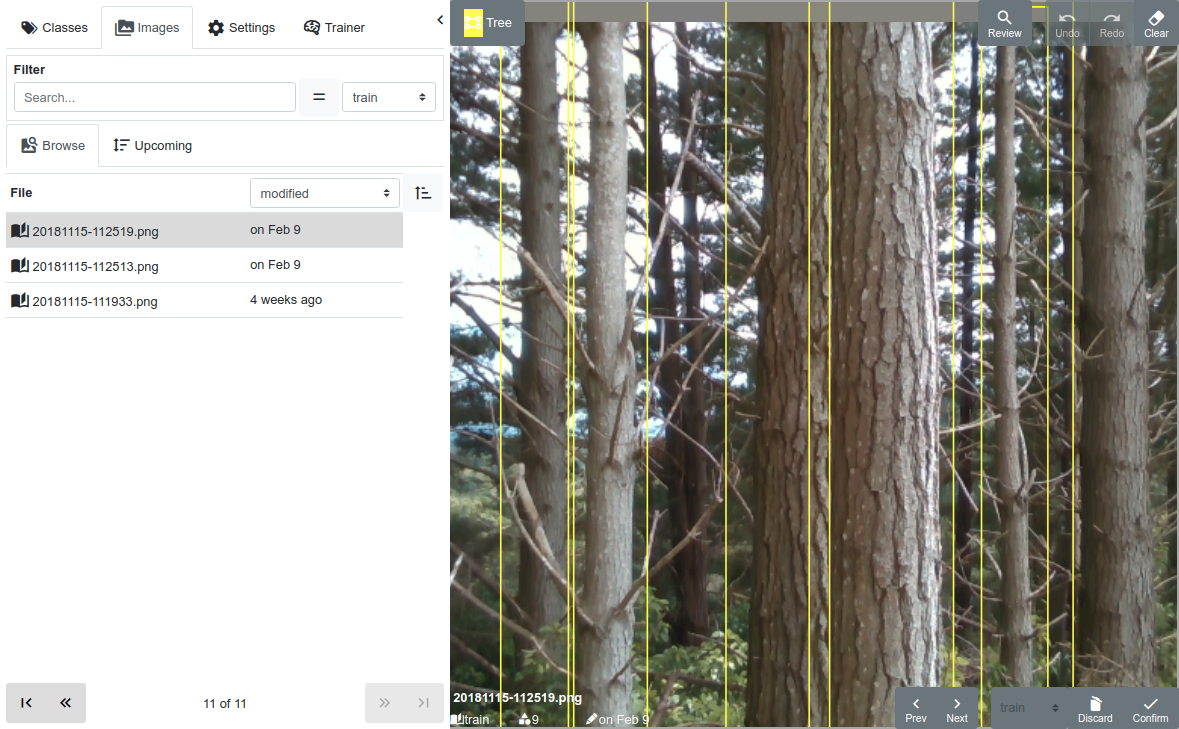 Classes Images Settings Trainer
Filter
Search... = train
Browse Upcoming
File modified
20181115-112519.png on Feb 9
20181115-112513.png on Feb 9
20181115-111933.png 4 weeks ago
11 of 11
Tree
Review Undo Redo Clear
20181115-112519.png
train 9 on Feb 9
Prev Next train Discard Confirm